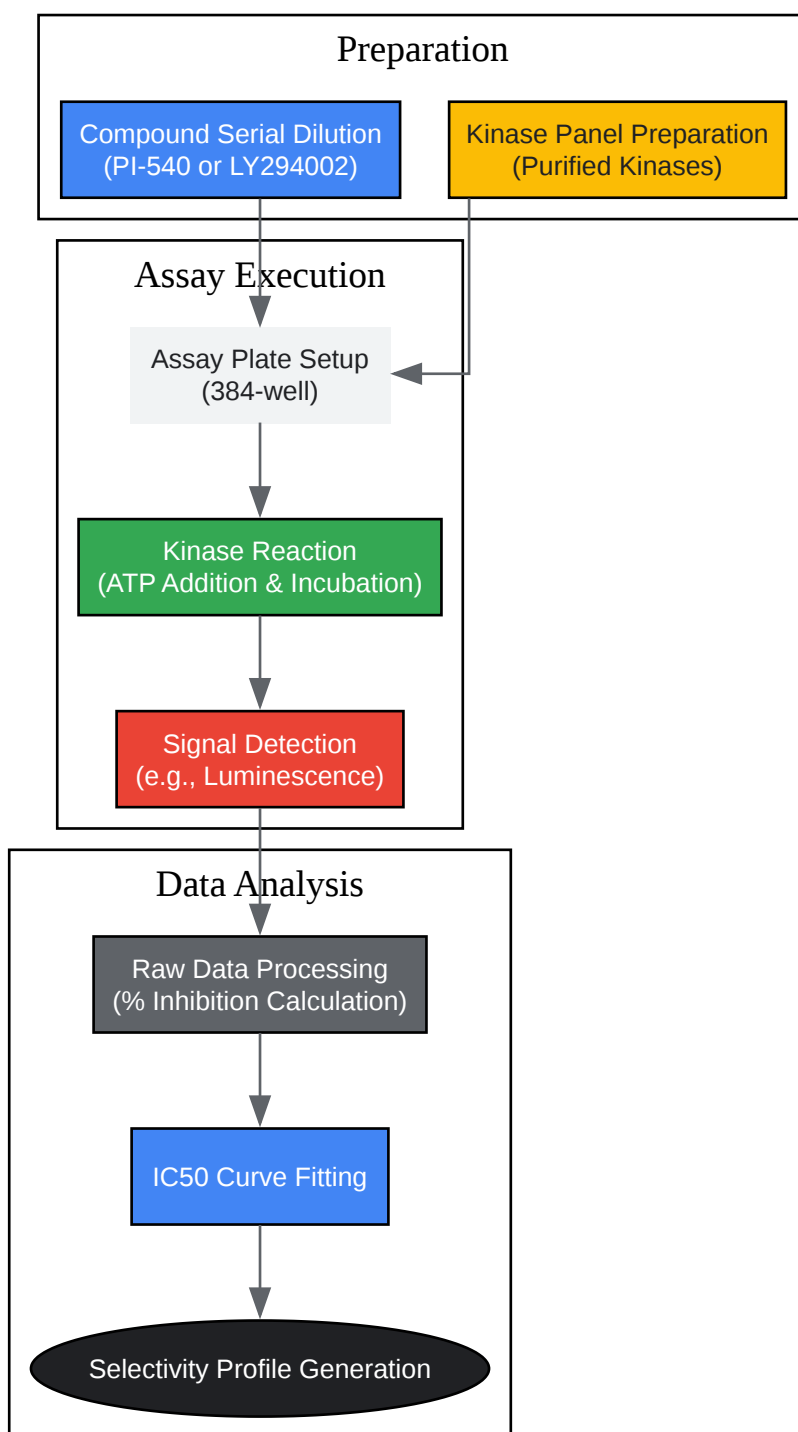 Preparation
Compound Serial Dilution
(PI-540 or LY294002)
Kinase Panel Preparation
(Purified Kinases)
Assay Execution
Assay Plate Setup
(384-well)
Kinase Reaction
(ATP Addition & Incubation)
Signal Detection
(e.g., Luminescence)
Data Analysis
Raw Data Processing
(% Inhibition Calculation)
IC50 Curve Fitting
Selectivity Profile Generation